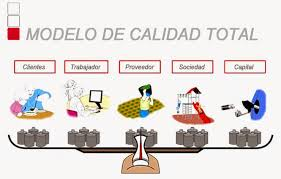 MODELO DE CALIDAD TOTAL
Clientes
Trabajador
Proveedor
Sociedad
Capital